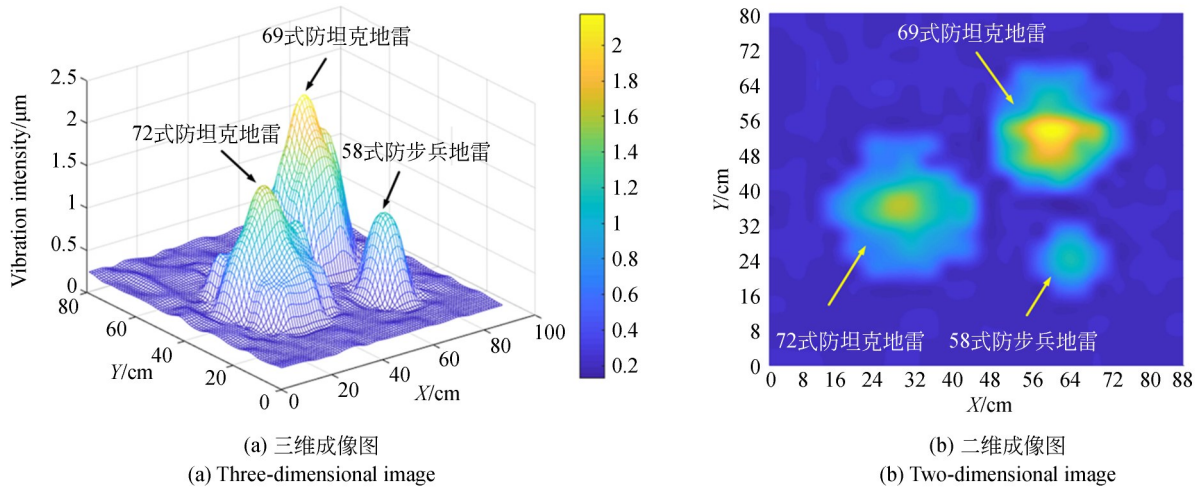 69式防坦克地雷
72式防坦克地雷
58式防步兵地雷
Vibration intensity/μm
2.5
2
1.5
1
0.5
0
80
60
40
20
0
Y/cm
0
20
40
60
80
100
X/cm
2
1.8
1.6
1.4
1.2
1
0.8
0.6
0.4
0.2
(a) 三维成像图
(a) Three-dimensional image
69式防坦克地雷
72式防坦克地雷
58式防步兵地雷
Y/cm
80
72
64
56
48
40
32
24
16
8
0
0 8 16 24 32 40 48 56 64 72 80 88
X/cm
(b) 二维成像图
(b) Two-dimensional image